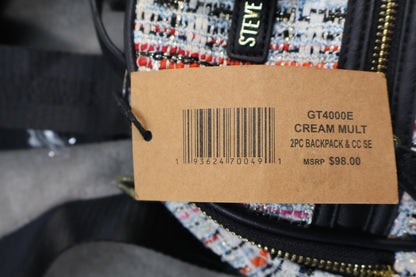 STEVE
GT4000E
CREAM MULT
2PC BACKPACK & CC SE
MSRP $98.00
1 93624 70049 1